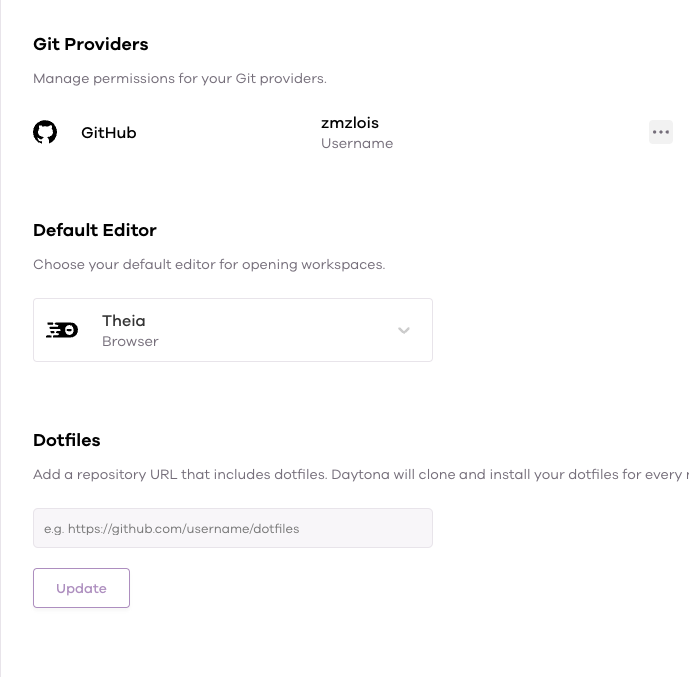 Git Providers
Manage permissions for your Git providers.
GitHub
zmzlois
Username
Default Editor
Choose your default editor for opening workspaces.
Theia
Browser
Dotfiles
Add a repository URL that includes dotfiles. Daytona will clone and install your dotfiles for every
e.g. https://github.com/username/dotfiles
Update